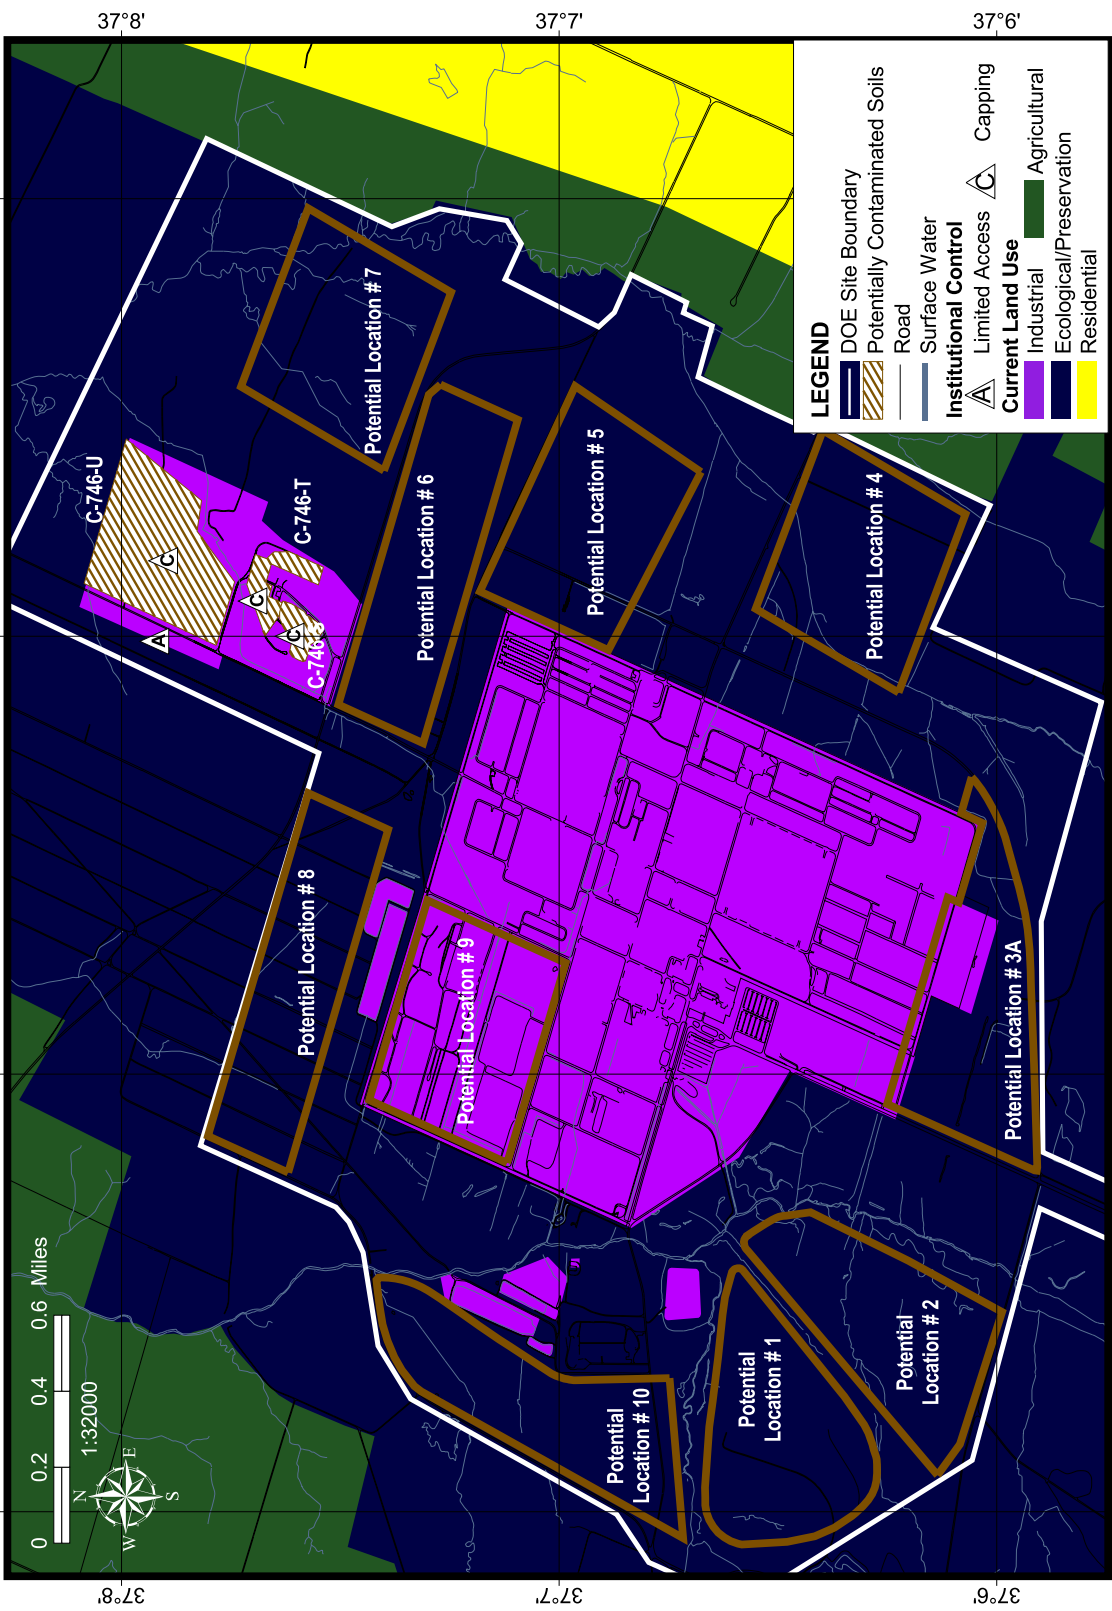 37°8'
37°7'
37°6'
C-746-U
C
A
C
C
C-746-T
C-746-S
Potential Location # 7
Potential Location # 6
Potential Location # 5
Potential Location # 4
Potential Location # 8
Potential Location # 9
Potential Location # 3A
Potential
Location # 10
Potential
Location # 1
Potential
Location # 2
LEGEND
DOE Site Boundary
Potentially Contaminated Soils
Road
Surface Water
Institutional Control
A Limited Access
C Capping
Current Land Use
Industrial
Agricultural
Ecological/Preservation
Residential
0 0.2 0.4 0.6 Miles
1:32000
N
W E
S
37°8'
37°7'
37°6'